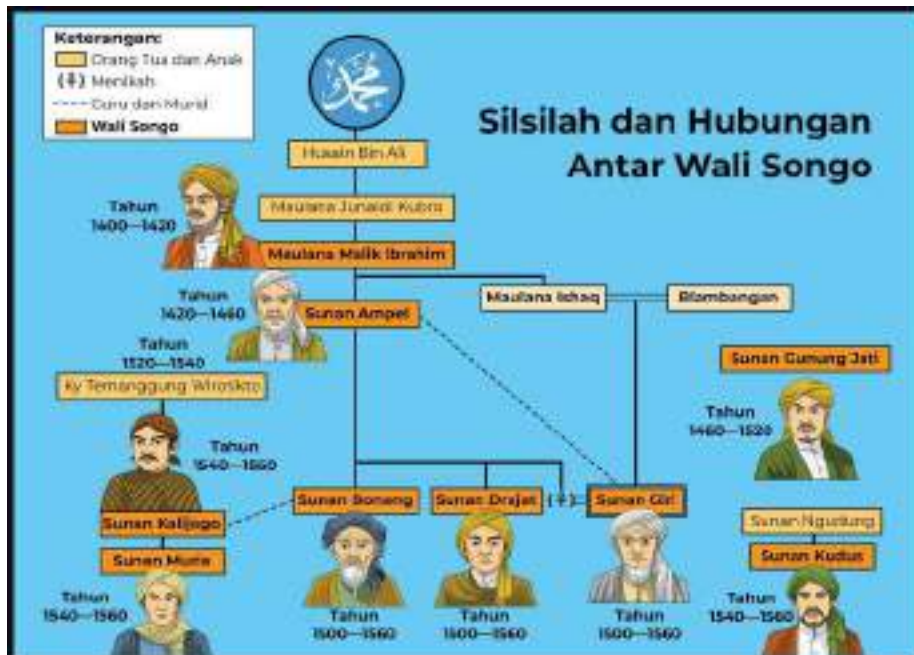 Keterangan:
Orang Tua dan Anak
(⚭) Menikah
Guru dan Murid
Wali Songo
محمد
Silsilah dan Hubungan
Antar Wali Songo
Husain Bin Ali
Maulana Junaidi Kubro
Tahun
1400—1420
Maulana Malik Ibrahim
Tahun
1420—1460
Sunan Ampel
Maulana Ishaq
Blambangan
Tahun
1520—1540
Ky Temanggung Wirotikto
Sunan Gunung Jati
Tahun
1460—1520
Tahun
1540—1560
Sunan Bonang
Sunan Drajat
Sunan Giri
Sunan Kalijogo
Sunan Muria
Sunan Ngudung
Sunan Kudus
Tahun
1540—1560
Tahun
1500—1560
Tahun
1500—1560
Tahun
1500—1560
Tahun
1540—1560